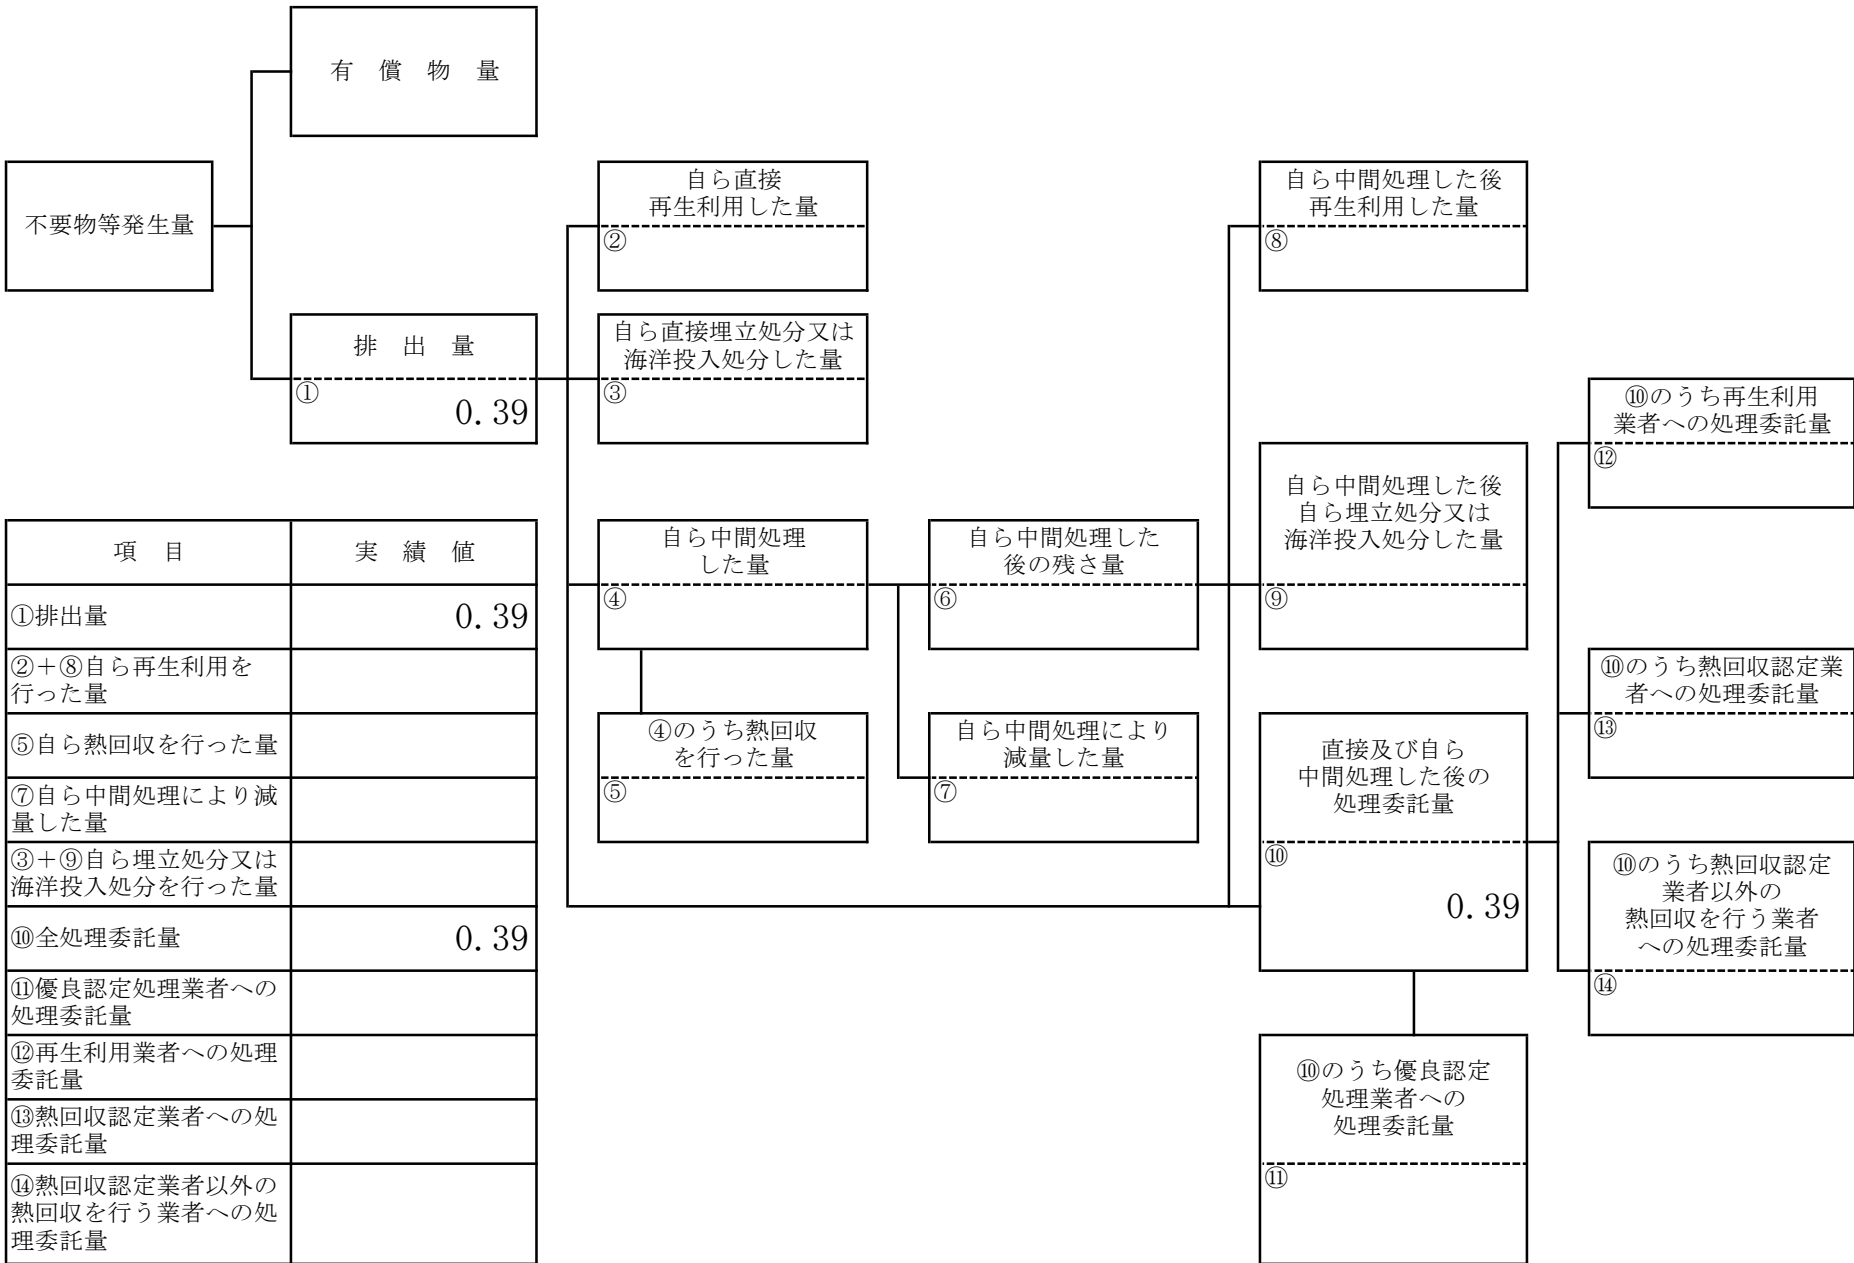 有 償 物 量
不要物等発生量
排 出 量
①
0.39
自ら直接
再生利用した量
②
自ら直接埋立処分又は
海洋投入処分した量
③
自ら中間処理
した量
④
④のうち熱回収
を行った量
⑤
自ら中間処理した
後の残さ量
⑥
自ら中間処理により
減量した量
⑦
自ら中間処理した後
再生利用した量
⑧
自ら中間処理した後
自ら埋立処分又は
海洋投入処分した量
⑨
直接及び自ら
中間処理した後の
処理委託量
⑩
0.39
⑩のうち優良認定
処理業者への
処理委託量
⑪
⑩のうち再生利用
業者への処理委託量
⑫
⑩のうち熱回収認定業
者への処理委託量
⑬
⑩のうち熱回収認定
業者以外の
熱回収を行う業者
への処理委託量
⑭
項 目 実 績 値
①排出量 0.39
②＋⑧自ら再生利用を
行った量
⑤自ら熱回収を行った量
⑦自ら中間処理により減
量した量
③＋⑨自ら埋立処分又は
海洋投入処分を行った量
⑩全処理委託量 0.39
⑪優良認定処理業者への
処理委託量
⑫再生利用業者への処理
委託量
⑬熱回収認定業者への処
理委託量
⑭熱回収認定業者以外の
熱回収を行う業者への処
理委託量